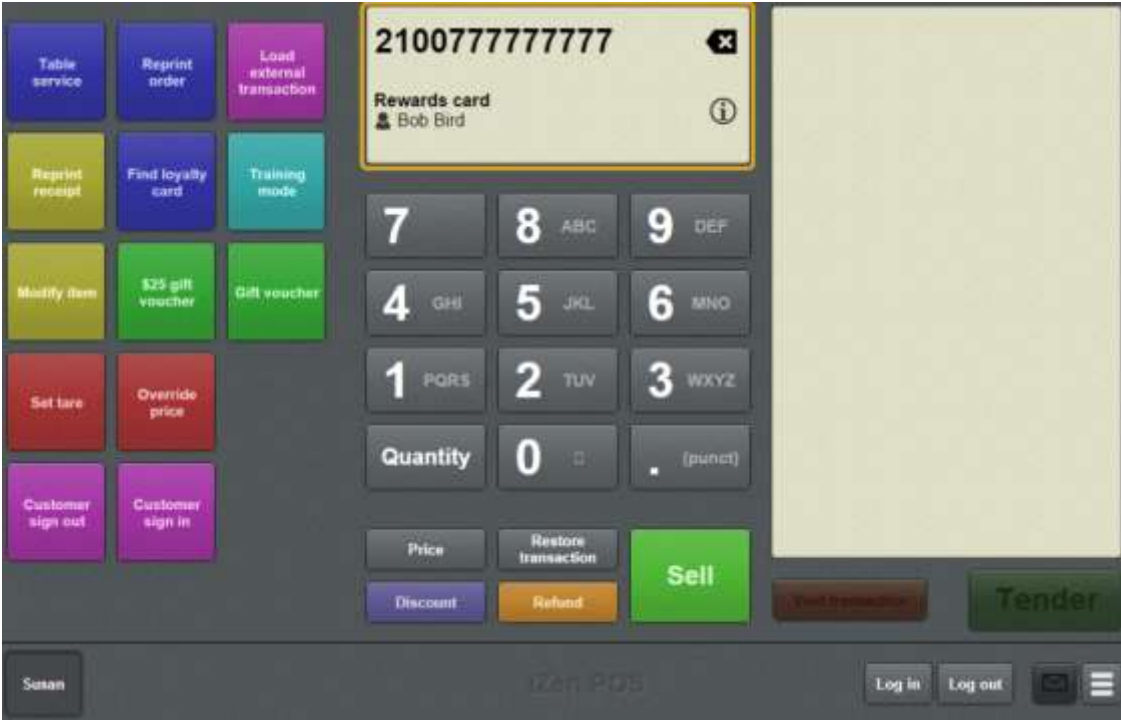 Table
service
Reprint
order
Load
external
transaction
Reprint
receipt
Find loyalty
card
Training
mode
Modify item
$25 gift
voucher
Gift voucher
Set tare
Override
price
Customer
sign out
Customer
sign in
2100777777777
Rewards card
Bob Bird
7
8 ABC
9 DEF
4 GHI
5 JKL
6 MNO
1 PQRS
2 TUV
3 WXYZ
Quantity
0
. (punct)
Price
Restore
transaction
Sell
Discount
Refund
transaction
Tender
Susan
iZen POS
Log in
Log out